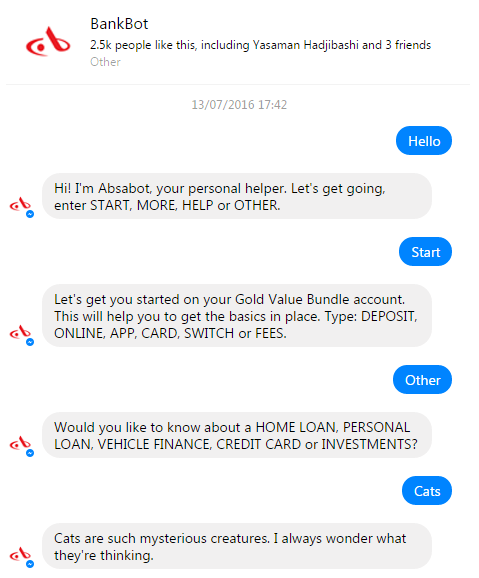 BankBot
2.5k people like this, including Yasaman Hadjibashi and 3 friends
Other
13/07/2016 17:42
Hello
Hi! I'm Absabot, your personal helper. Let's get going,
enter START, MORE, HELP or OTHER.
Start
Let's get you started on your Gold Value Bundle account.
This will help you to get the basics in place. Type: DEPOSIT,
ONLINE, APP, CARD, SWITCH or FEES.
Other
Would you like to know about a HOME LOAN, PERSONAL
LOAN, VEHICLE FINANCE, CREDIT CARD or INVESTMENTS?
Cats
Cats are such mysterious creatures. I always wonder what
they're thinking.